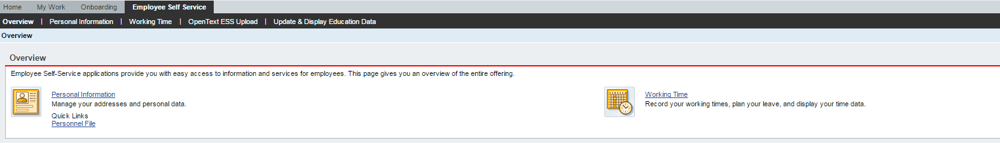 Home My Work Onboarding Employee Self Service
Overview | Personal Information | Working Time | OpenText ESS Upload | Update & Display Education Data
Overview
Overview
Employee Self-Service applications provide you with easy access to information and services for employees. This page gives you an overview of the entire offering.
Personal Information
Manage your addresses and personal data.
Quick Links
Personnel File
Working Time
Record your working times, plan your leave, and display your time data.